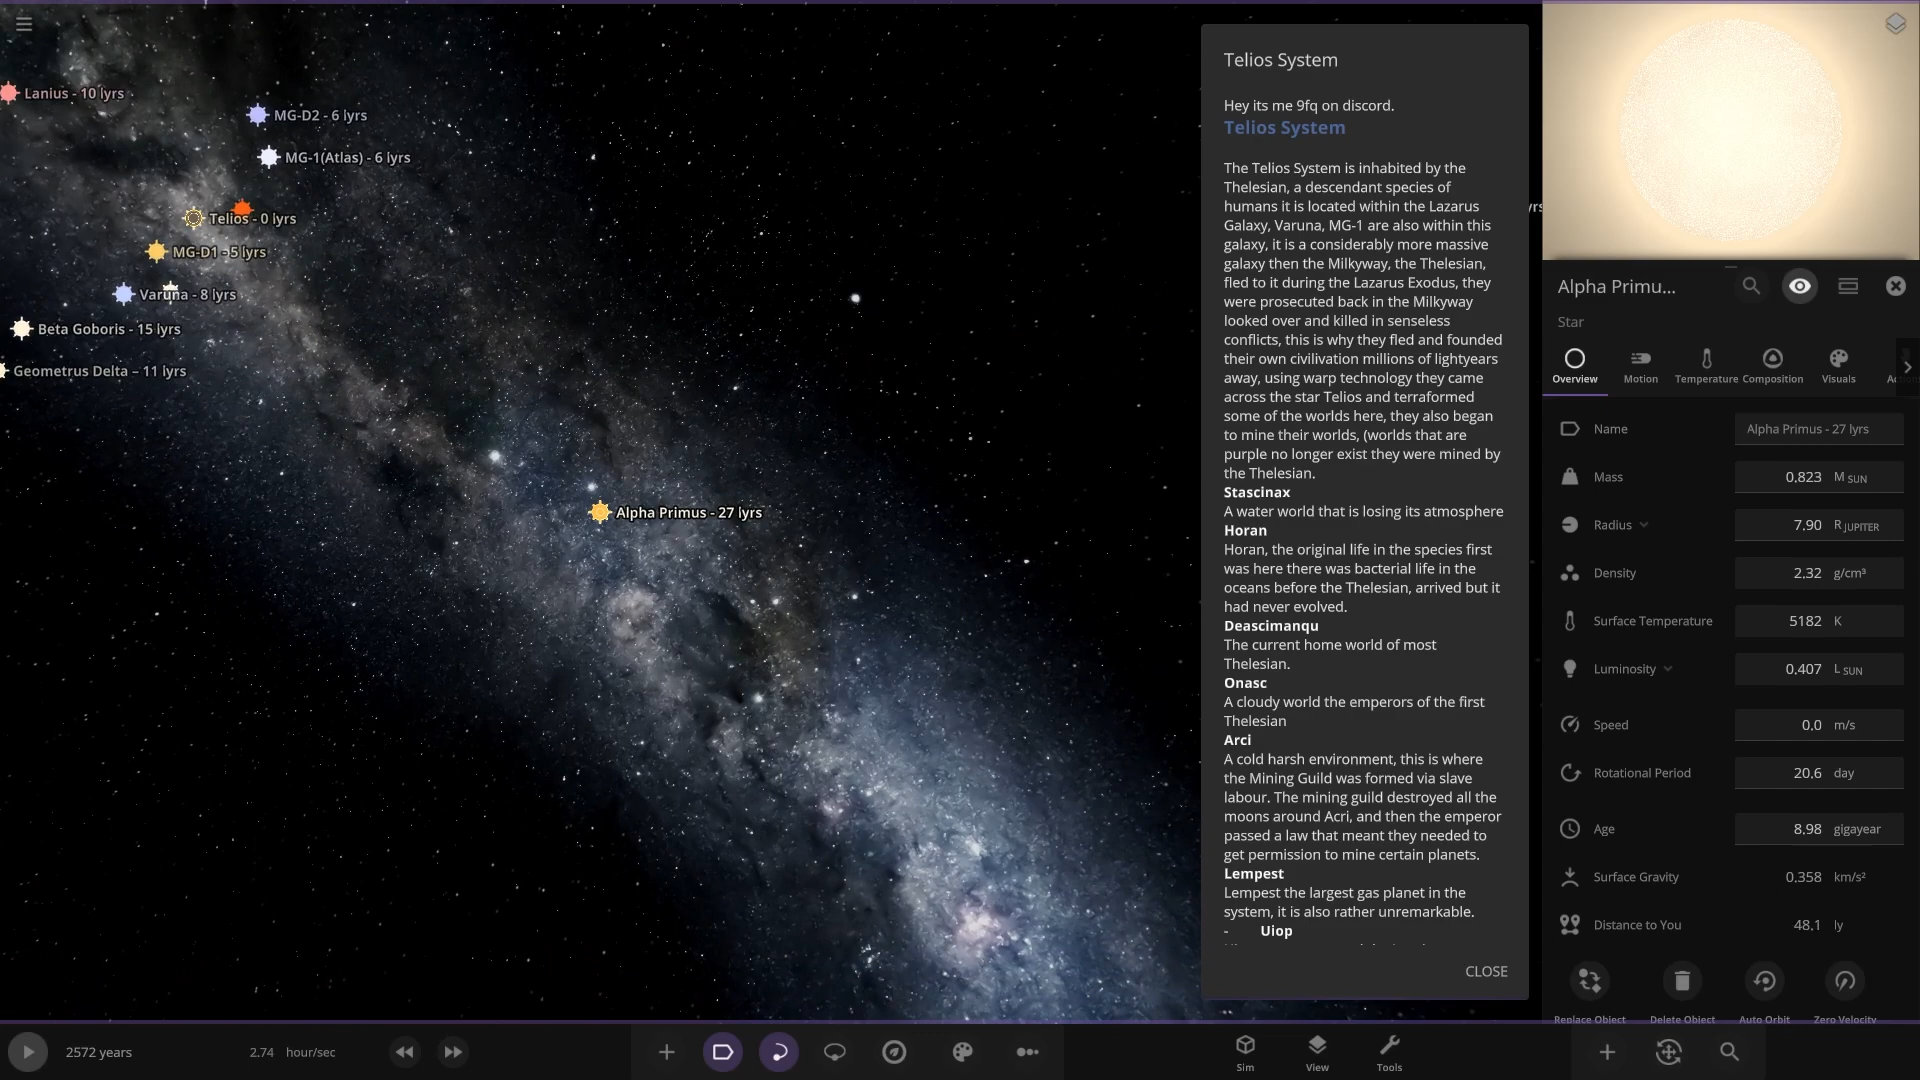 Lanius - 10 lyrs
MG-D2 - 6 lyrs
MG-1(Atlas) - 6 lyrs
Telios - 0 lyrs
MG-D1 - 5 lyrs
Varuna - 8 lyrs
Beta Goboris - 15 lyrs
Geometrus Delta – 11 lyrs
Alpha Primus - 27 lyrs
Telios System
Hey its me 9fq on discord.
Telios System
The Telios System is inhabited by the
Thelesian, a descendant species of
humans it is located within the Lazarus
Galaxy, Varuna, MG-1 are also within this
galaxy, it is a considerably more massive
galaxy then the Milkyway, the Thelesian,
fled to it during the Lazarus Exodus, they
were prosecuted back in the Milkyway
looked over and killed in senseless
conflicts, this is why they fled and founded
their own civilivation millions of lightyears
away, using warp technology they came
across the star Telios and terraformed
some of the worlds here, they also began
to mine their worlds, (worlds that are
purple no longer exist they were mined by
the Thelesian.
Stascinax
A water world that is losing its atmosphere
Horan
Horan, the original life in the species first
was here there was bacterial life in the
oceans before the Thelesian, arrived but it
had never evolved.
Deascimanqu
The current home world of most
Thelesian.
Onasc
A cloudy world the emperors of the first
Thelesian
Arci
A cold harsh environment, this is where
the Mining Guild was formed via slave
labour. The mining guild destroyed all the
moons around Acri, and then the emperor
passed a law that meant they needed to
get permission to mine certain planets.
Lempest
Lempest the largest gas planet in the
system, it is also rather unremarkable.
- Uiop
CLOSE
Alpha Primu...
Star
Overview Motion Temperature Composition Visuals
Name Alpha Primus - 27 lyrs
Mass 0.823 M SUN
Radius 7.90 R JUPITER
Density 2.32 g/cm³
Surface Temperature 5182 K
Luminosity 0.407 L SUN
Speed 0.0 m/s
Rotational Period 20.6 day
Age 8.98 gigayear
Surface Gravity 0.358 km/s²
Distance to You 48.1 ly
Replace Object Delete Object Auto Orbit Zero Velocity
2572 years 2.74 hour/sec
Sim View Tools